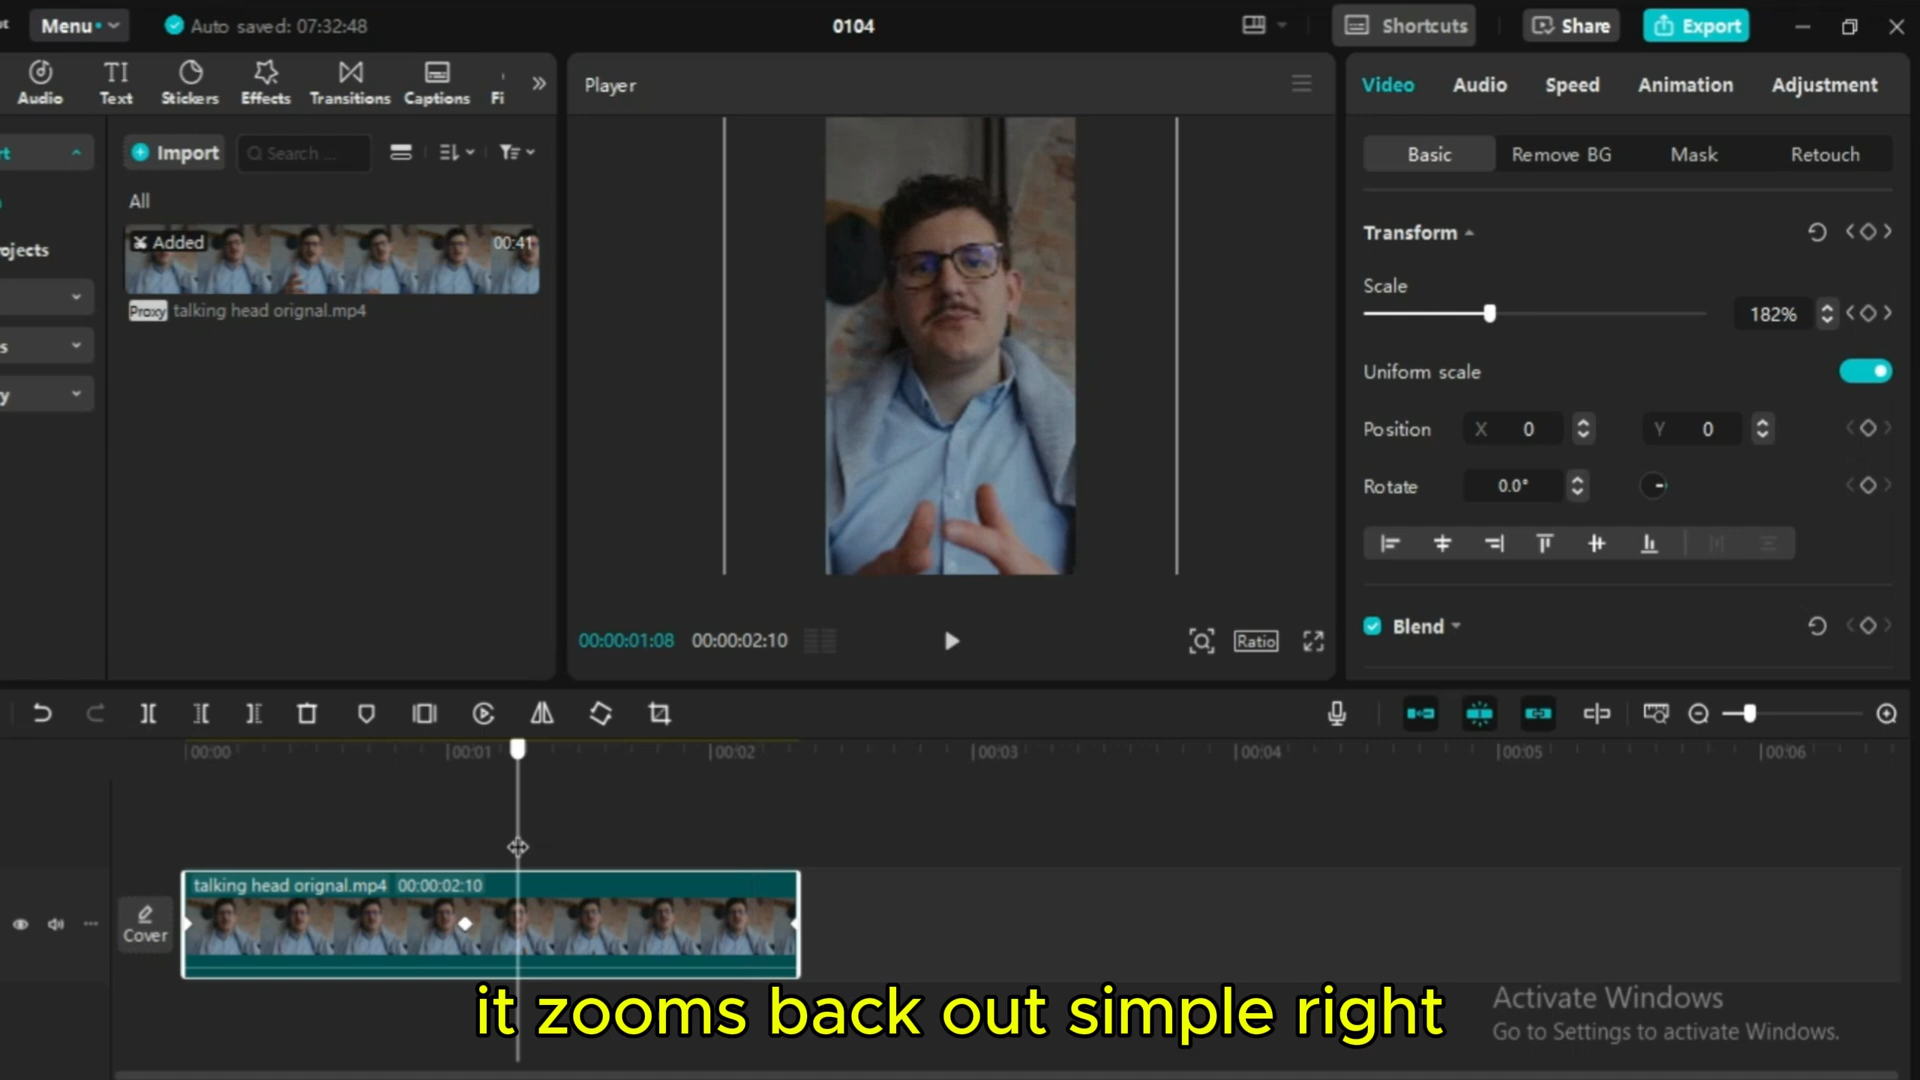 Menu
Auto saved: 07:32:48
0104
Shortcuts
Share
Export
Audio
Text
Stickers
Effects
Transitions
Captions
Fi
Player
Video
Audio
Speed
Animation
Adjustment
Import
Search ...
Basic
Remove BG
Mask
Retouch
All
ojects
Added
00:41
Proxy
talking head orignal.mp4
Transform
Scale
182%
Uniform scale
Position
X 0
Y 0
Rotate
0.0°
Blend
00:00:01:08
00:00:02:10
Ratio
00:00
00:01
00:02
00:03
00:04
00:05
00:06
talking head orignal.mp4 00:00:02:10
Cover
it zooms back out simple right
Activate Windows
Go to Settings to activate Windows.